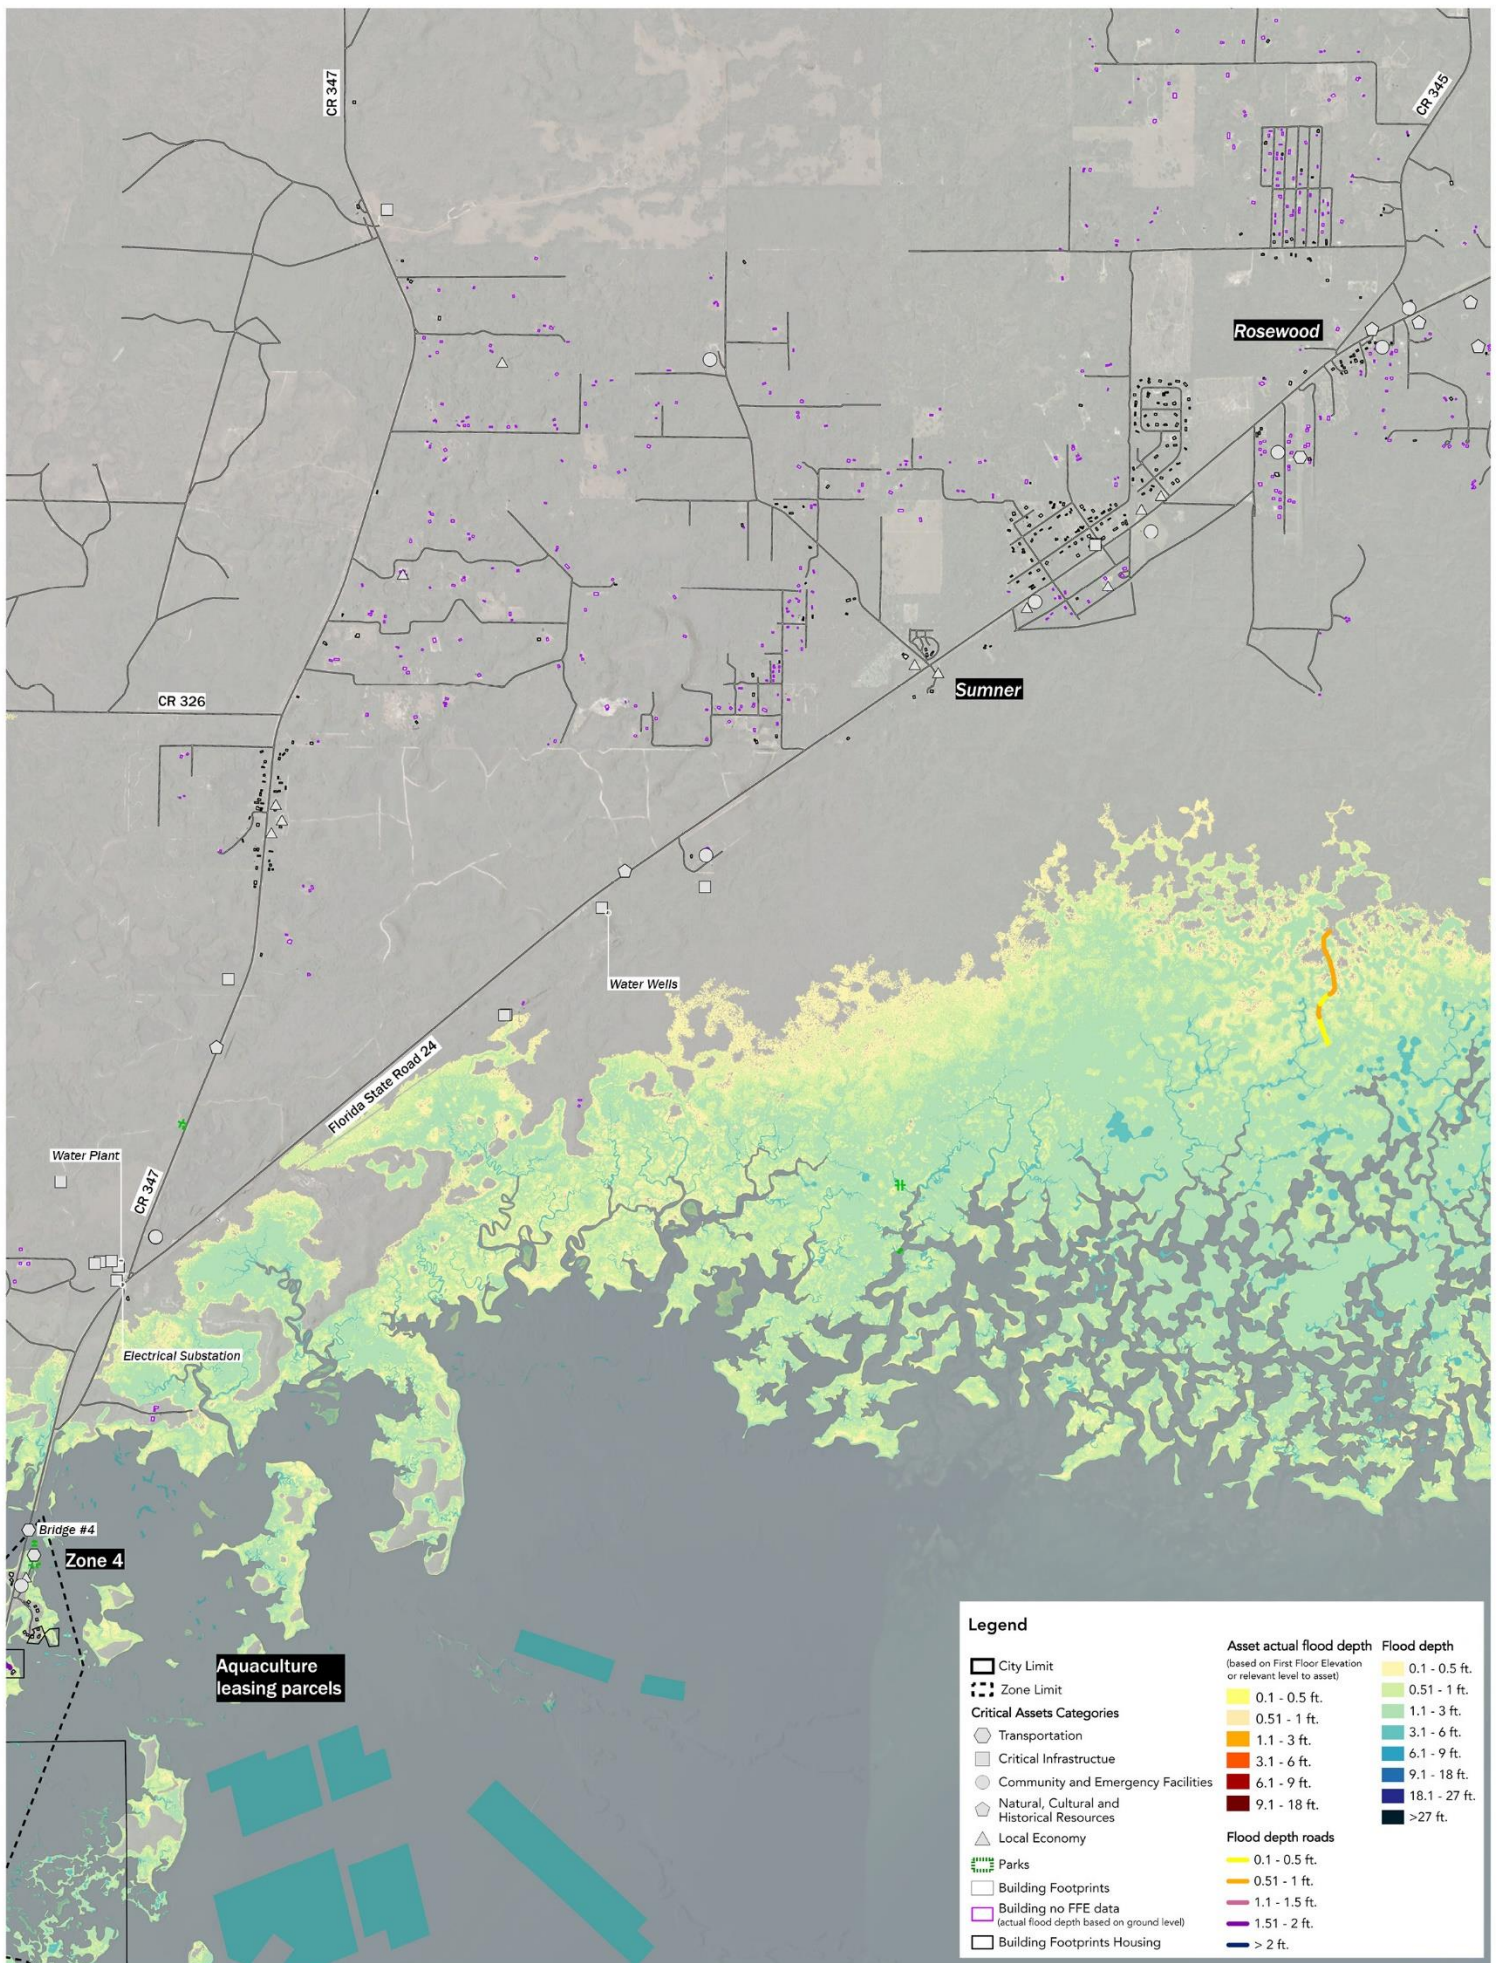 CR 347
CR 345
Rosewood
Sumner
CR 326
Water Wells
Florida State Road 24
Water Plant
CR 347
Electrical Substation
Bridge #4
Zone 4
Aquaculture
leasing parcels
Legend
City Limit
Zone Limit
Critical Assets Categories
Transportation
Critical Infrastructue
Community and Emergency Facilities
Natural, Cultural and
Historical Resources
Local Economy
Parks
Building Footprints
Building no FFE data
(actual flood depth based on ground level)
Building Footprints Housing
Asset actual flood depth
(based on First Floor Elevation
or relevant level to asset)
0.1 - 0.5 ft.
0.51 - 1 ft.
1.1 - 3 ft.
3.1 - 6 ft.
6.1 - 9 ft.
9.1 - 18 ft.
Flood depth roads
0.1 - 0.5 ft.
0.51 - 1 ft.
1.1 - 1.5 ft.
1.51 - 2 ft.
> 2 ft.
Flood depth
0.1 - 0.5 ft.
0.51 - 1 ft.
1.1 - 3 ft.
3.1 - 6 ft.
6.1 - 9 ft.
9.1 - 18 ft.
18.1 - 27 ft.
>27 ft.